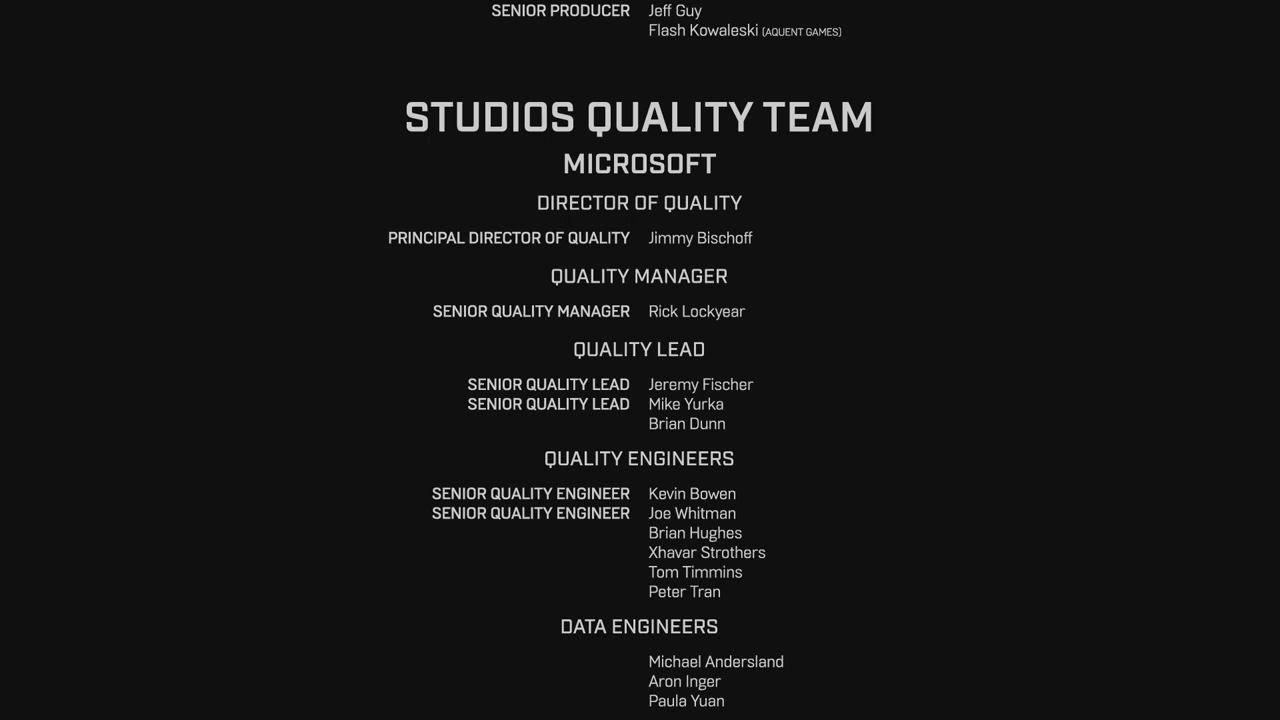 SENIOR PRODUCER Jeff Guy
Flash Kowaleski (AQUENT GAMES)
STUDIOS QUALITY TEAM
MICROSOFT
DIRECTOR OF QUALITY
PRINCIPAL DIRECTOR OF QUALITY Jimmy Bischoff
QUALITY MANAGER
SENIOR QUALITY MANAGER Rick Lockyear
QUALITY LEAD
SENIOR QUALITY LEAD Jeremy Fischer
SENIOR QUALITY LEAD Mike Yurka
Brian Dunn
QUALITY ENGINEERS
SENIOR QUALITY ENGINEER Kevin Bowen
SENIOR QUALITY ENGINEER Joe Whitman
Brian Hughes
Xhavar Strothers
Tom Timmins
Peter Tran
DATA ENGINEERS
Michael Andersland
Aron Inger
Paula Yuan